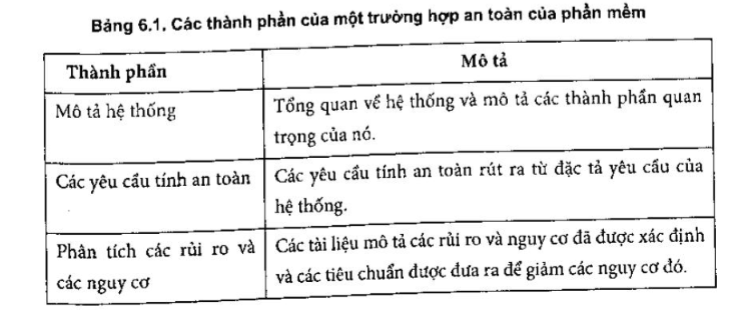 Bảng 6.1. Các thành phần của một trường hợp an toàn của phần mềm
Thành phần
Mô tả
Mô tả hệ thống
Tổng quan về hệ thống và mô tả các thành phần quan
trọng của nó.
Các yêu cầu tính an toàn
Các yêu cầu tính an toàn rút ra từ đặc tả yêu cầu của
hệ thống.
Phân tích các rủi ro và
các nguy cơ
Các tài liệu mô tả các rủi ro và nguy cơ đã được xác định
và các tiêu chuẩn được đưa ra để giảm các nguy cơ đó.